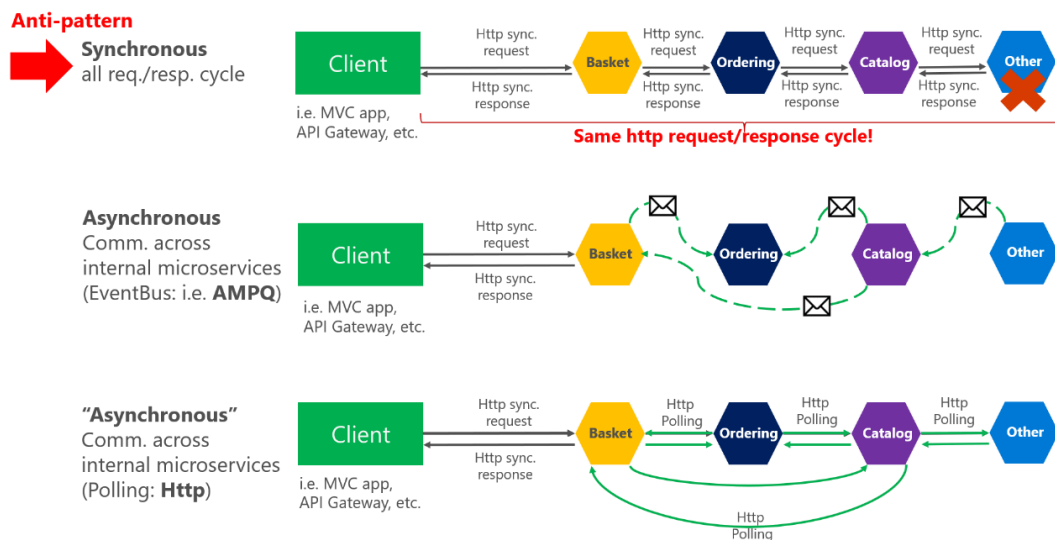 Anti-pattern
Synchronous
all req./resp. cycle
Client
i.e. MVC app,
API Gateway, etc.
Http sync.
request
Http sync.
response
Basket
Http sync.
request
Http sync.
response
Ordering
Http sync.
request
Http sync.
response
Catalog
Http sync.
request
Http sync.
response
Other
Same http request/response cycle!
Asynchronous
Comm. across
internal microservices
(EventBus: i.e. AMPQ)
Client
i.e. MVC app,
API Gateway, etc.
Http sync.
request
Http sync.
response
Basket
Ordering
Catalog
Other
“Asynchronous”
Comm. across
internal microservices
(Polling: Http)
Client
i.e. MVC app,
API Gateway, etc.
Http sync.
request
Http sync.
response
Basket
Http
Polling
Ordering
Http
Polling
Catalog
Http
Polling
Other
Http
Polling